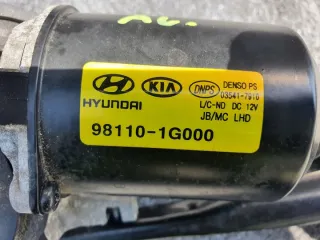 HYUNDAI
KIA
DNPS
DENSO PS
03541-7910
L/C-NO DC 12V
JB/MC LHD
98110-1G000